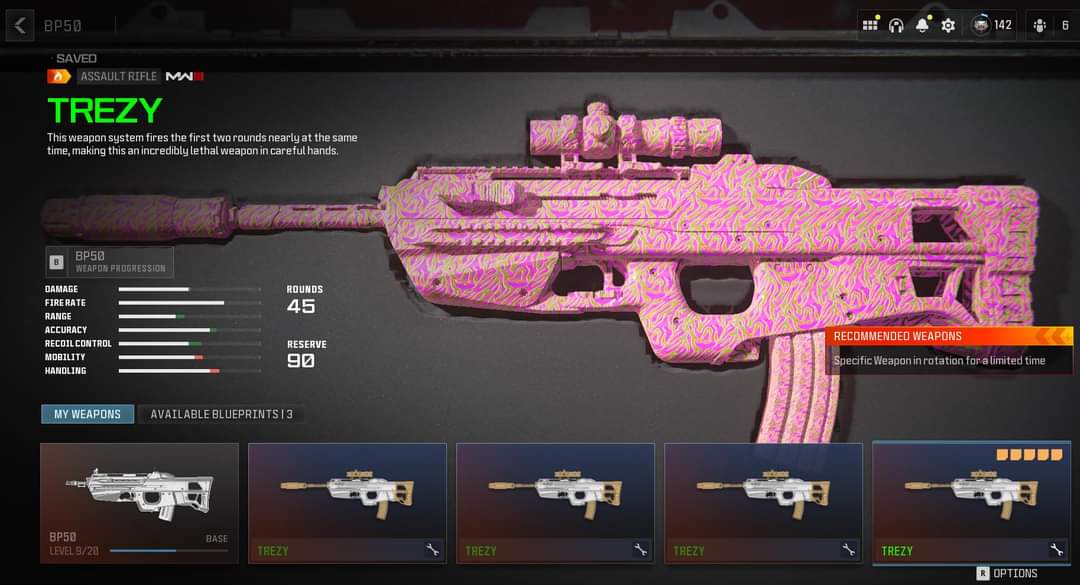 BP50
142
6
SAVED
ASSAULT RIFLE MW
TREZY
This weapon system fires the first two rounds nearly at the same
time, making this an incredibly lethal weapon in careful hands.
B
BP50
WEAPON PROGRESSION
DAMAGE
FIRE RATE
RANGE
ACCURACY
RECOIL CONTROL
MOBILITY
HANDLING
ROUNDS
45
RESERVE
90
RECOMMENDED WEAPONS
Specific Weapon in rotation for a limited time
MY WEAPONS
AVAILABLE BLUEPRINTS | 3
BP50
BASE
LEVEL 9/20
TREZY
TREZY
TREZY
TREZY
R OPTIONS